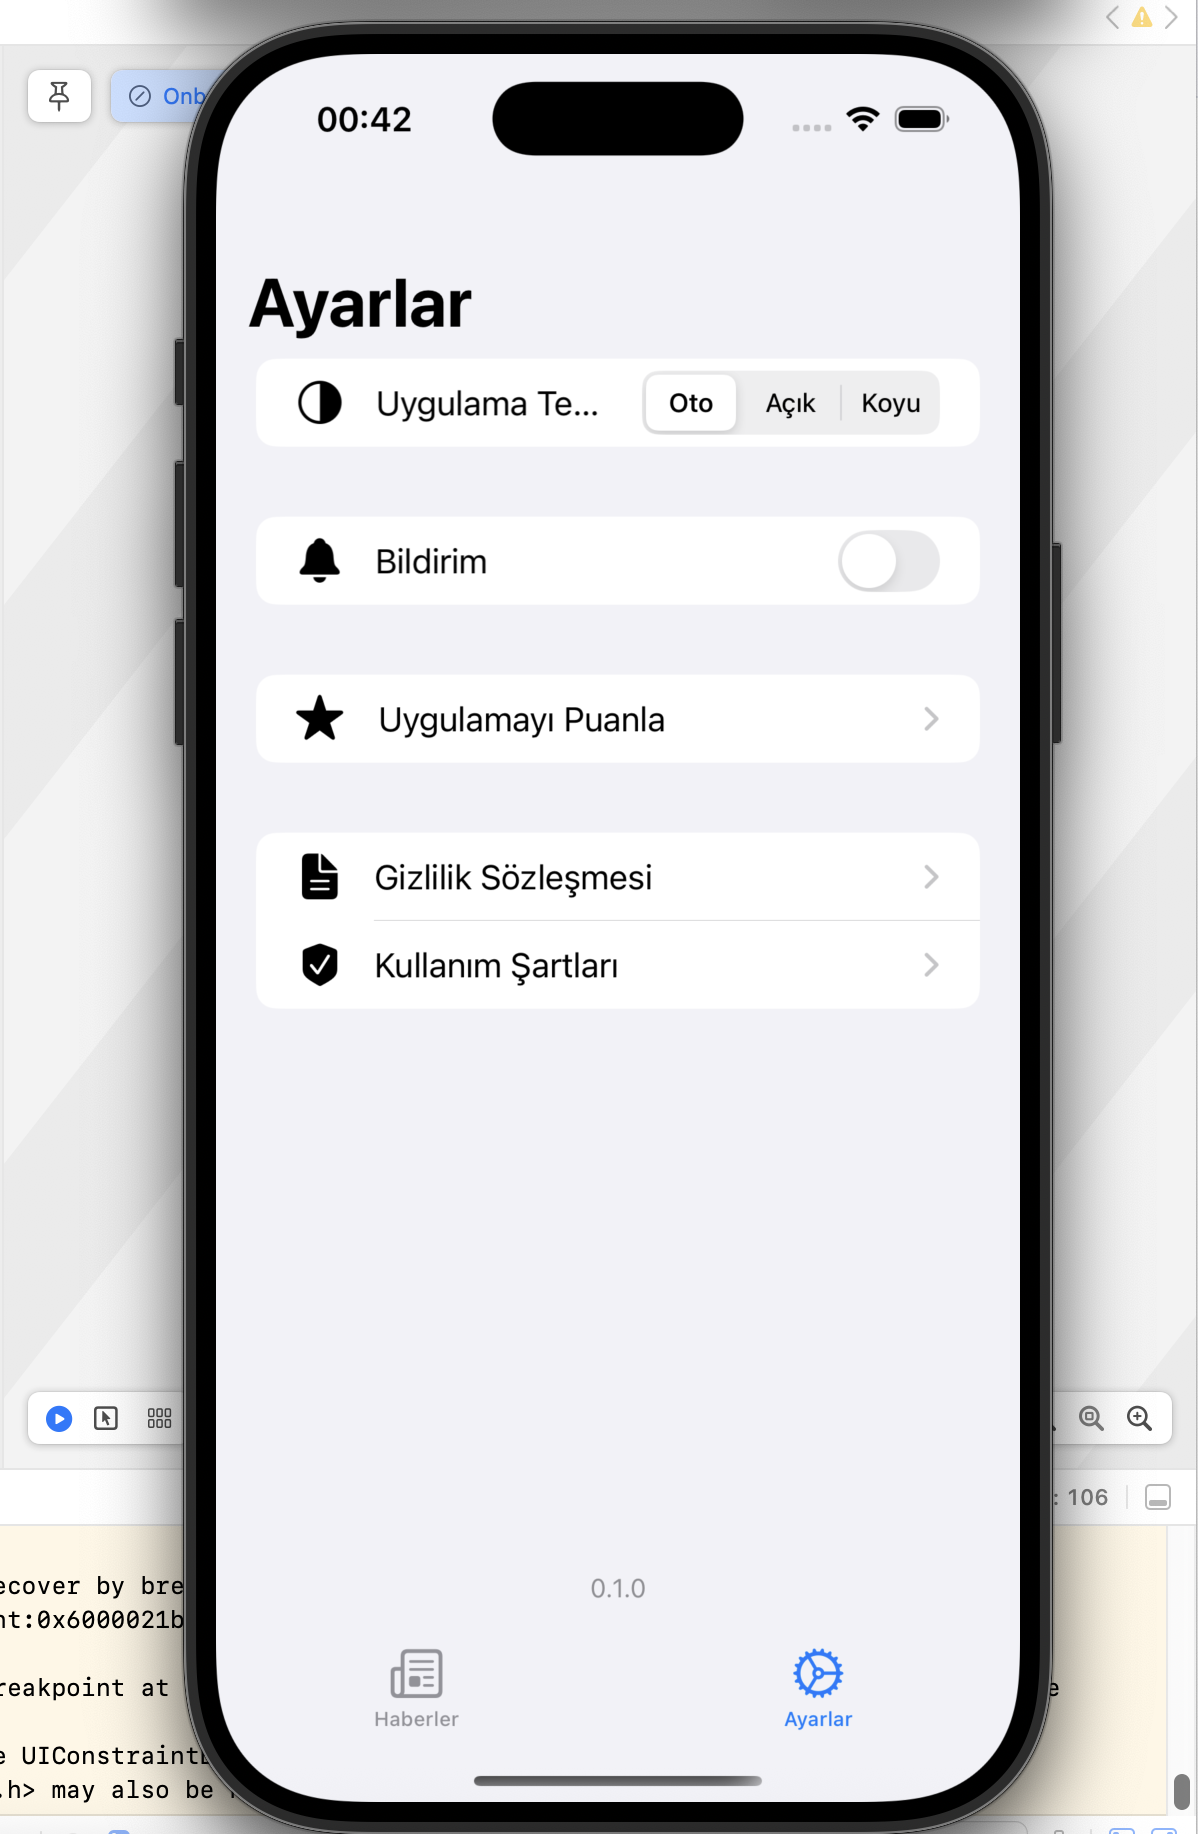 Onb
00:42
Ayarlar
Uygulama Te...
Oto
Açık
Koyu
Bildirim
Uygulamayı Puanla
Gizlilik Sözleşmesi
Kullanım Şartları
0.1.0
Haberler
Ayarlar
: 106
ecover by bre
nt:0x6000021b
reakpoint at e
e UIConstraint
.h> may also be